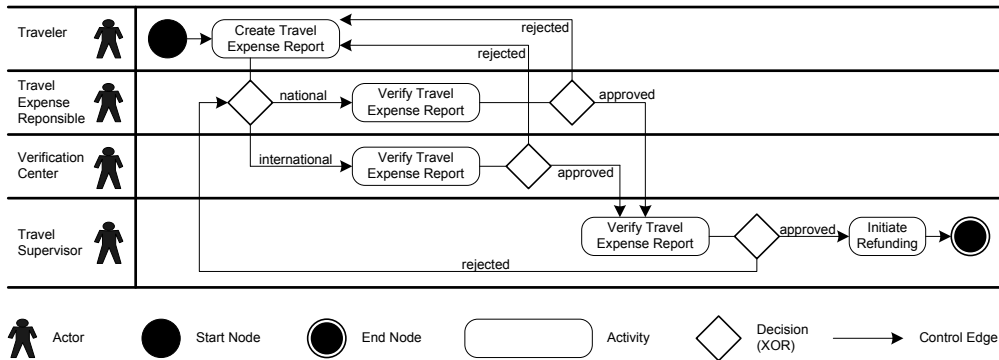 Traveler
Create Travel
Expense Report
rejected
rejected
Travel
Expense
Reponsible
national
Verify Travel
Expense Report
approved
Verification
Center
international
Verify Travel
Expense Report
approved
Travel
Supervisor
Verify Travel
Expense Report
approved
Initiate
Refunding
rejected
Actor
Start Node
End Node
Activity
Decision
(XOR)
Control Edge